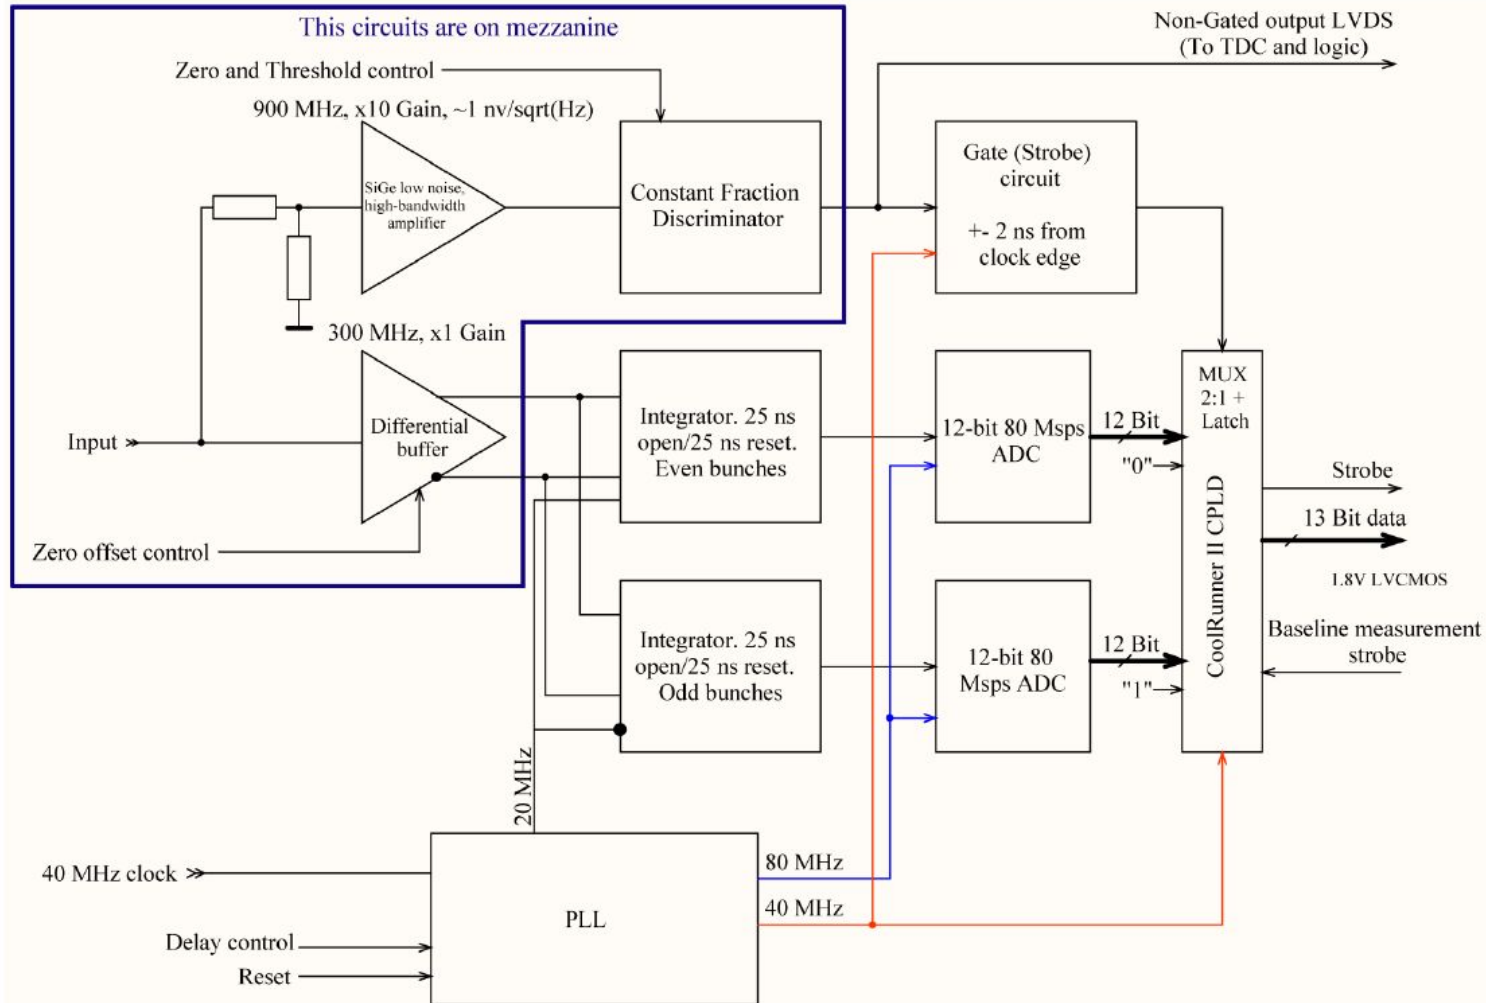 This circuits are on mezzanine
Non-Gated output LVDS
(To TDC and logic)
Zero and Threshold control
900 MHz, x10 Gain, ~1 nv/sqrt(Hz)
SiGe low noise,
high-bandwidth
amplifier
Constant Fraction
Discriminator
Gate (Strobe)
circuit
+- 2 ns from
clock edge
300 MHz, x1 Gain
Input
Differential
buffer
Zero offset control
Integrator. 25 ns
open/25 ns reset.
Even bunches
12-bit 80 Msps
ADC
12 Bit
"0"
MUX
2:1 +
Latch
CoolRunner II CPLD
Strobe
13 Bit data
1.8V LVCMOS
Baseline measurement
strobe
Integrator. 25 ns
open/25 ns reset.
Odd bunches
12-bit 80
Msps ADC
12 Bit
"1"
20 MHz
40 MHz clock
PLL
80 MHz
40 MHz
Delay control
Reset